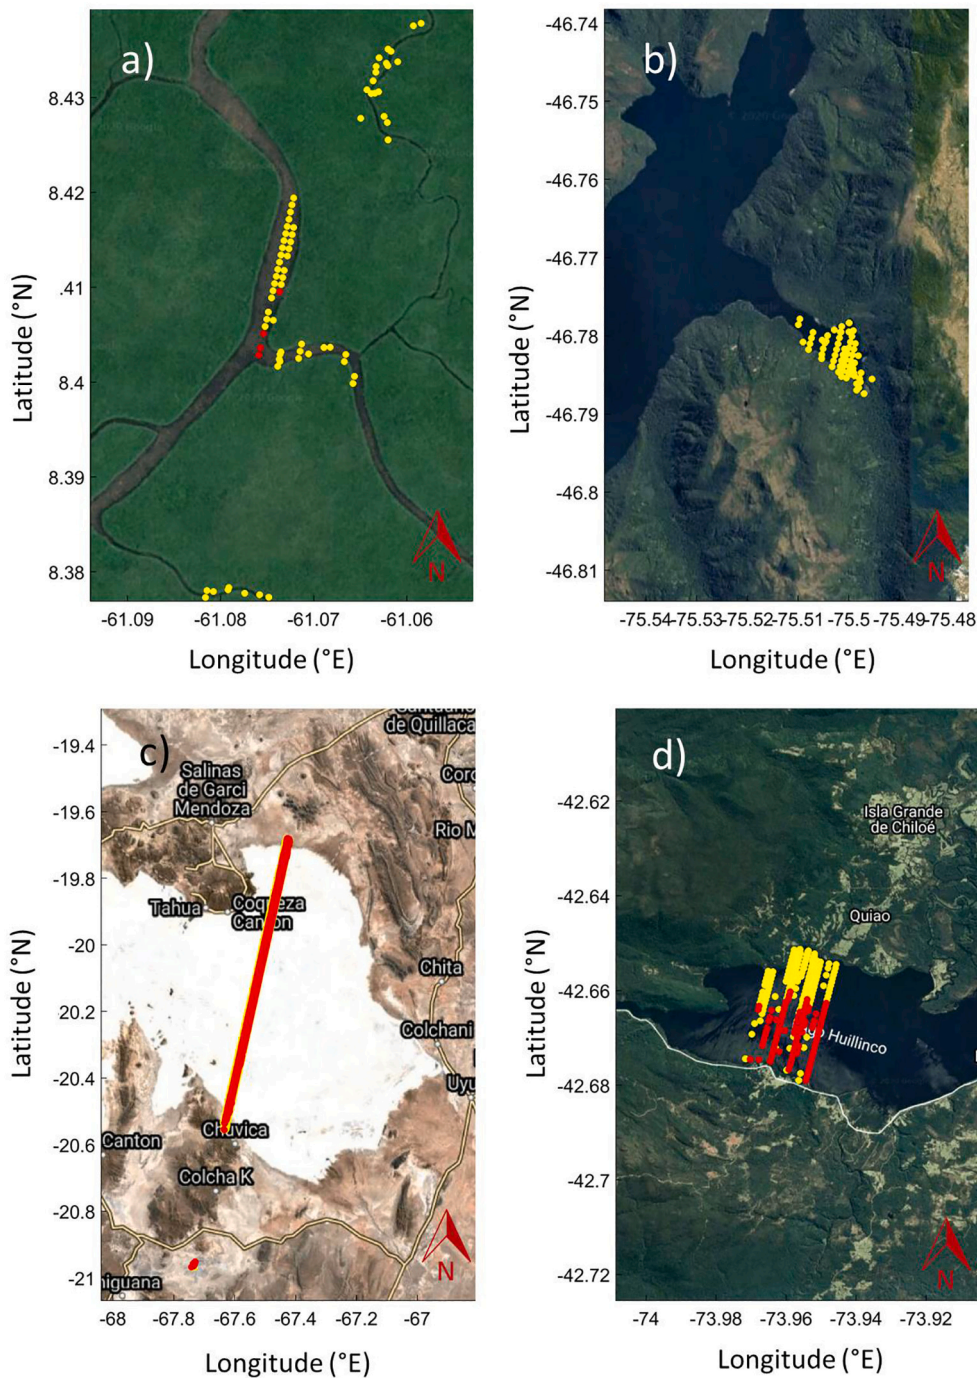 a)
8.43
8.42
.41
8.4
8.39
8.38
Latitude (°N)
-61.09
-61.08
-61.07
-61.06
Longitude (°E)
N
b)
-46.74
-46.75
-46.76
-46.77
-46.78
-46.79
-46.8
-46.81
Latitude (°N)
-75.54
-75.53
-75.52
-75.51
-75.5
-75.49
-75.48
Longitude (°E)
N
c)
de Quillaca
Salinas
de Garci
Mendoza
Coro
Rio M
Tahua
Coqueza
Canton
Chita
Colchani
Uyu
Chuvica
Canton
Colcha K
niguana
-19.4
-19.6
-19.8
-20
-20.2
-20.4
-20.6
-20.8
-21
Latitude (°N)
-68
-67.8
-67.6
-67.4
-67.2
-67
Longitude (°E)
N
d)
Isla Grande
de Chiloé
Quiao
Huillinco
-42.62
-42.64
-42.66
-42.68
-42.7
-42.72
Latitude (°N)
-74
-73.98
-73.96
-73.94
-73.92
Longitude (°E)
N